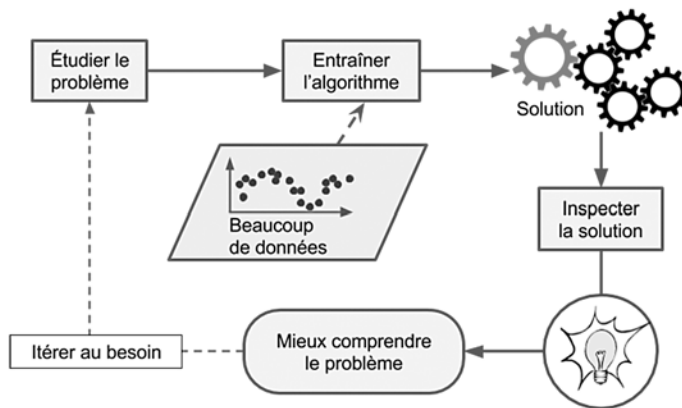 Étudier le
problème
Entraîner
l'algorithme
Solution
Beaucoup
de données
Inspecter
la solution
Mieux comprendre
le problème
Itérer au besoin